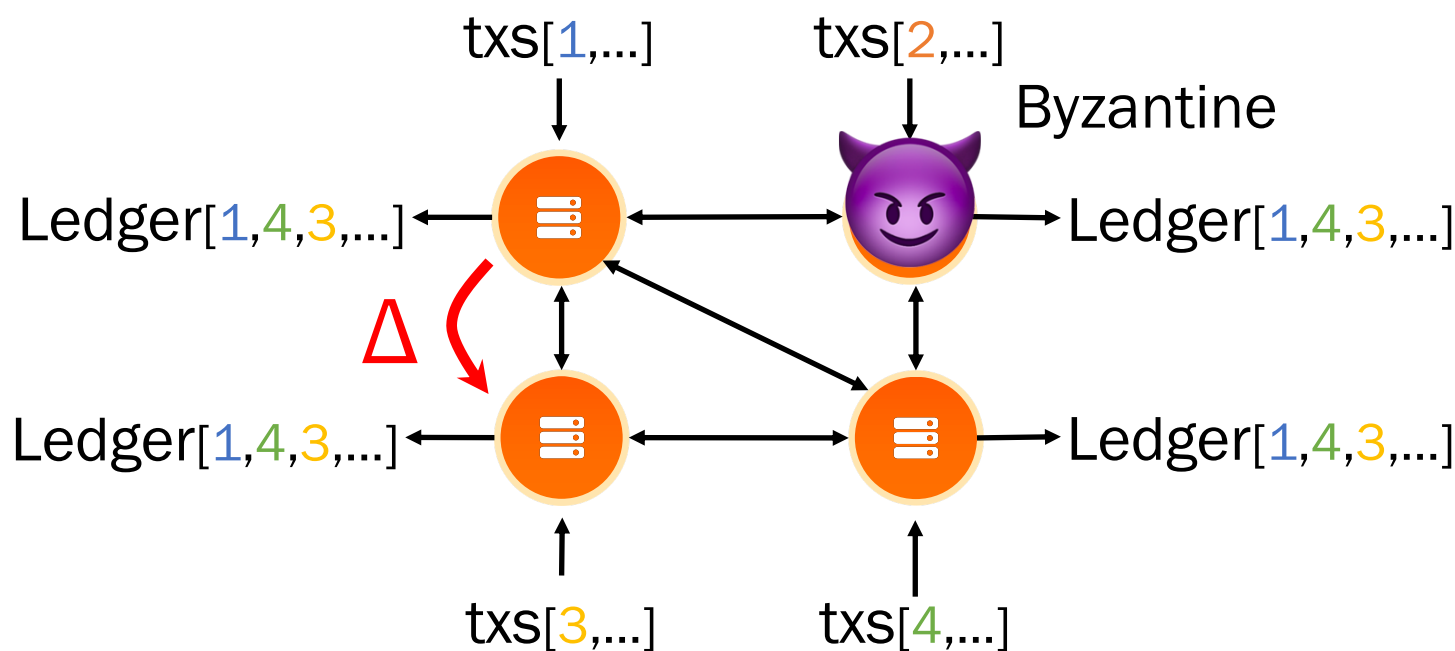 txs[1,...]
txs[2,...]
Byzantine
Ledger[1,4,3,...]
Ledger[1,4,3,...]
Δ
Ledger[1,4,3,...]
Ledger[1,4,3,...]
txs[3,...]
txs[4,...]